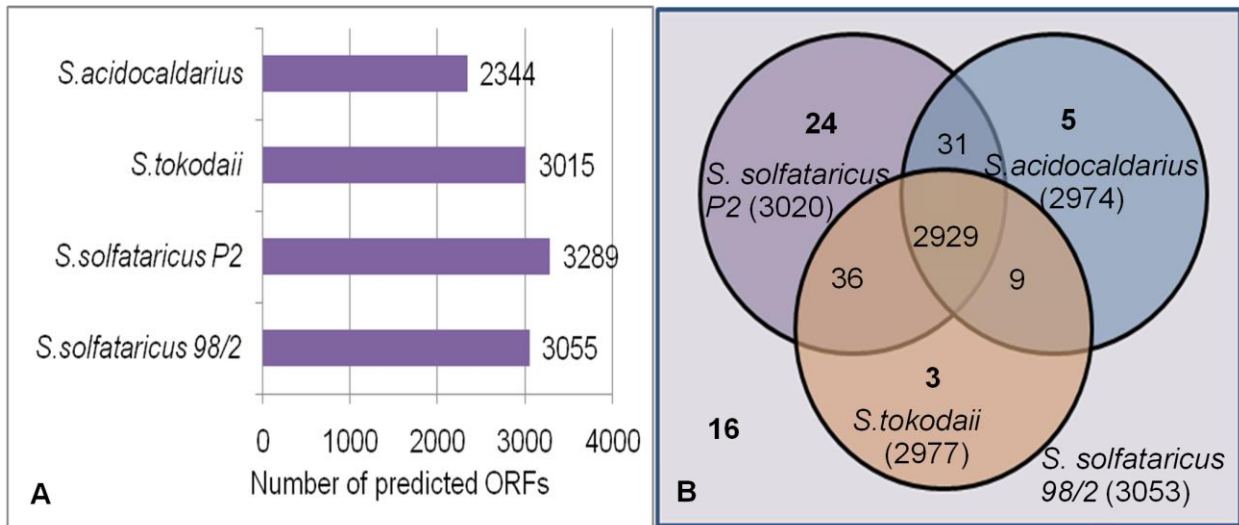 S.acidocaldarius
2344
S.tokodaii
3015
S.solfataricus P2
3289
S.solfataricus 98/2
3055
0 1000 2000 3000 4000
Number of predicted ORFs
A
24
5
31
S. solfataricus
P2 (3020)
S.acidocaldarius
(2974)
2929
36
9
3
S.tokodaii
(2977)
16
S. solfataricus
98/2 (3053)
B